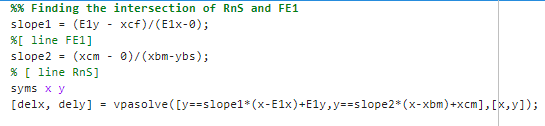 %% Finding the intersection of RnS and FE1
slope1 = (E1y - xcf)/(E1x-0);
%[ line FE1]
slope2 = (xcm - 0)/(xbm-ybs);
% [ line RnS]
syms x y
[delx, dely] = vpasolve([y==slope1*(x-E1x)+E1y,y==slope2*(x-xbm)+xcm],[x,y]);